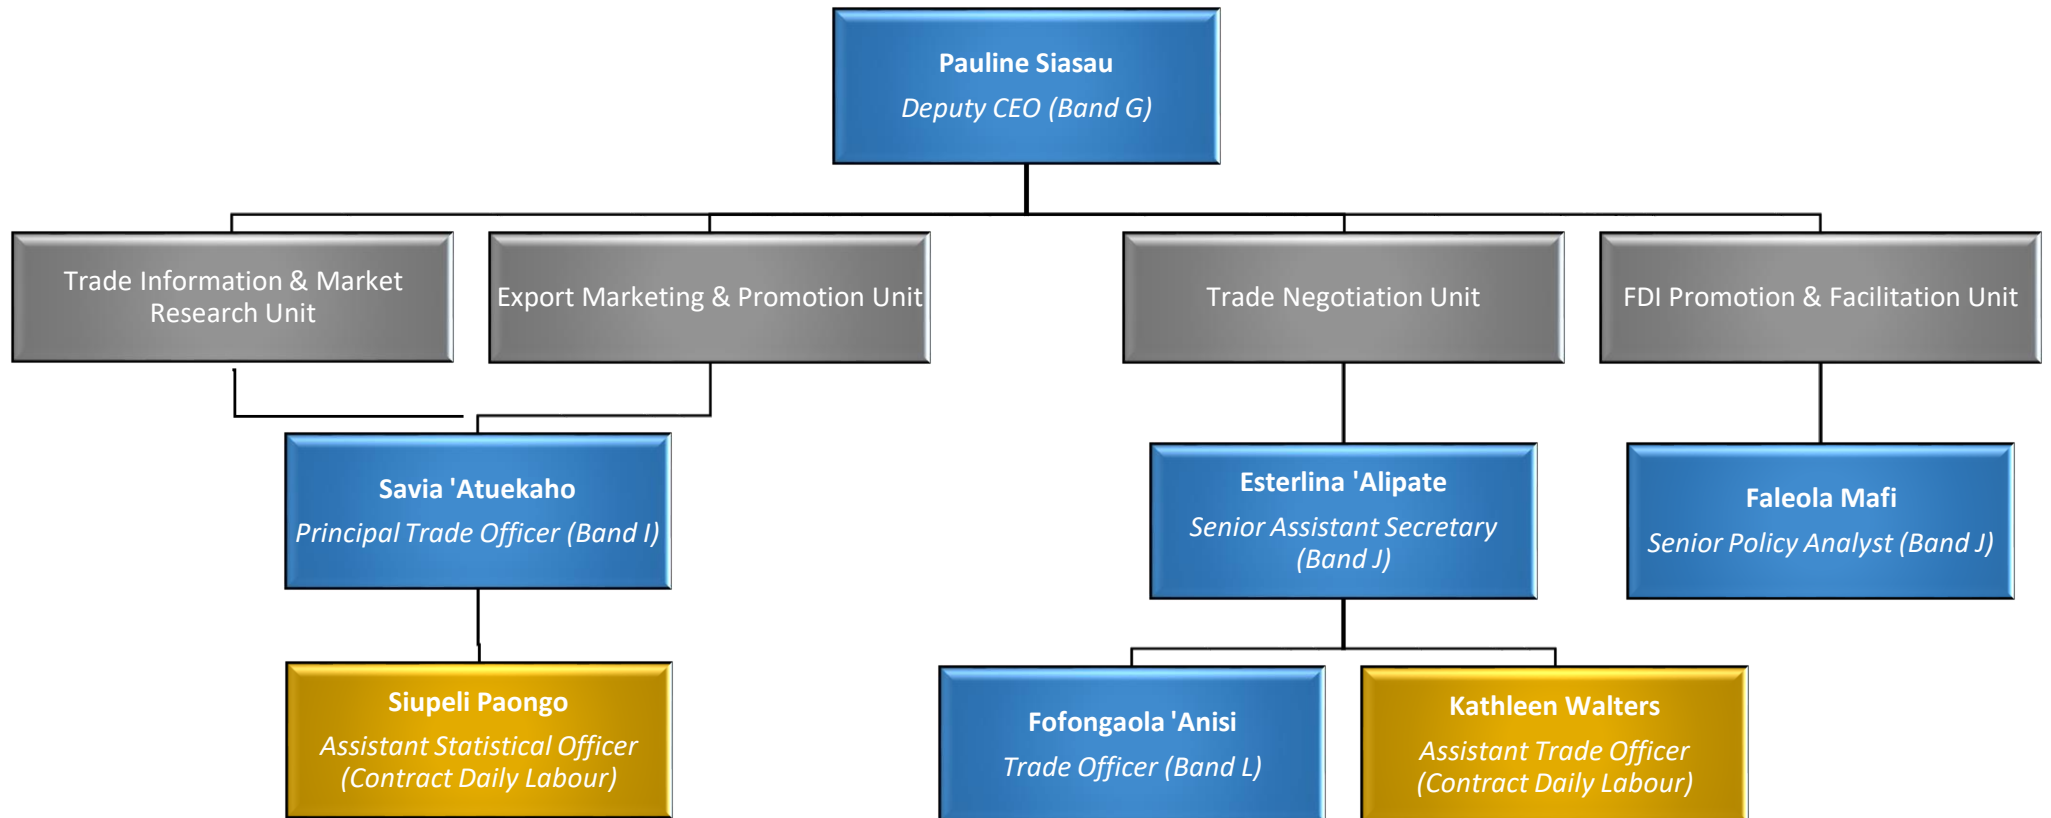 Pauline Siasau
Deputy CEO (Band G)
Trade Information & Market
Research Unit
Export Marketing & Promotion Unit
Trade Negotiation Unit
FDI Promotion & Facilitation Unit
Savia 'Atuekaho
Principal Trade Officer (Band I)
Esterlina 'Alipate
Senior Assistant Secretary
(Band J)
Faleola Mafi
Senior Policy Analyst (Band J)
Siupeli Paongo
Assistant Statistical Officer
(Contract Daily Labour)
Fofongaola 'Anisi
Trade Officer (Band L)
Kathleen Walters
Assistant Trade Officer
(Contract Daily Labour)